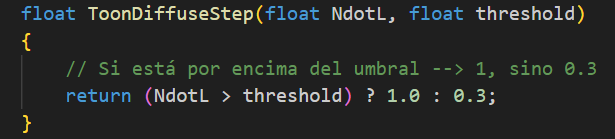 float ToonDiffuseStep(float NdotL, float threshold)
{
// Si está por encima del umbral --> 1, sino 0.3
return (NdotL > threshold) ? 1.0 : 0.3;
}